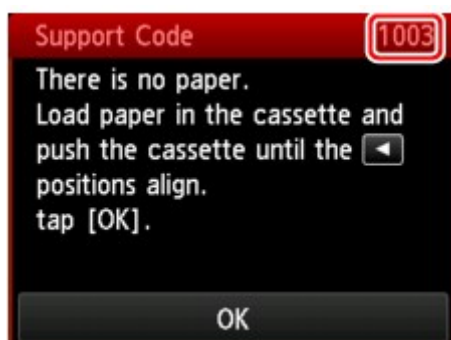 Support Code 1003
There is no paper.
Load paper in the cassette and
push the cassette until the ◀
positions align.
tap [OK].
OK